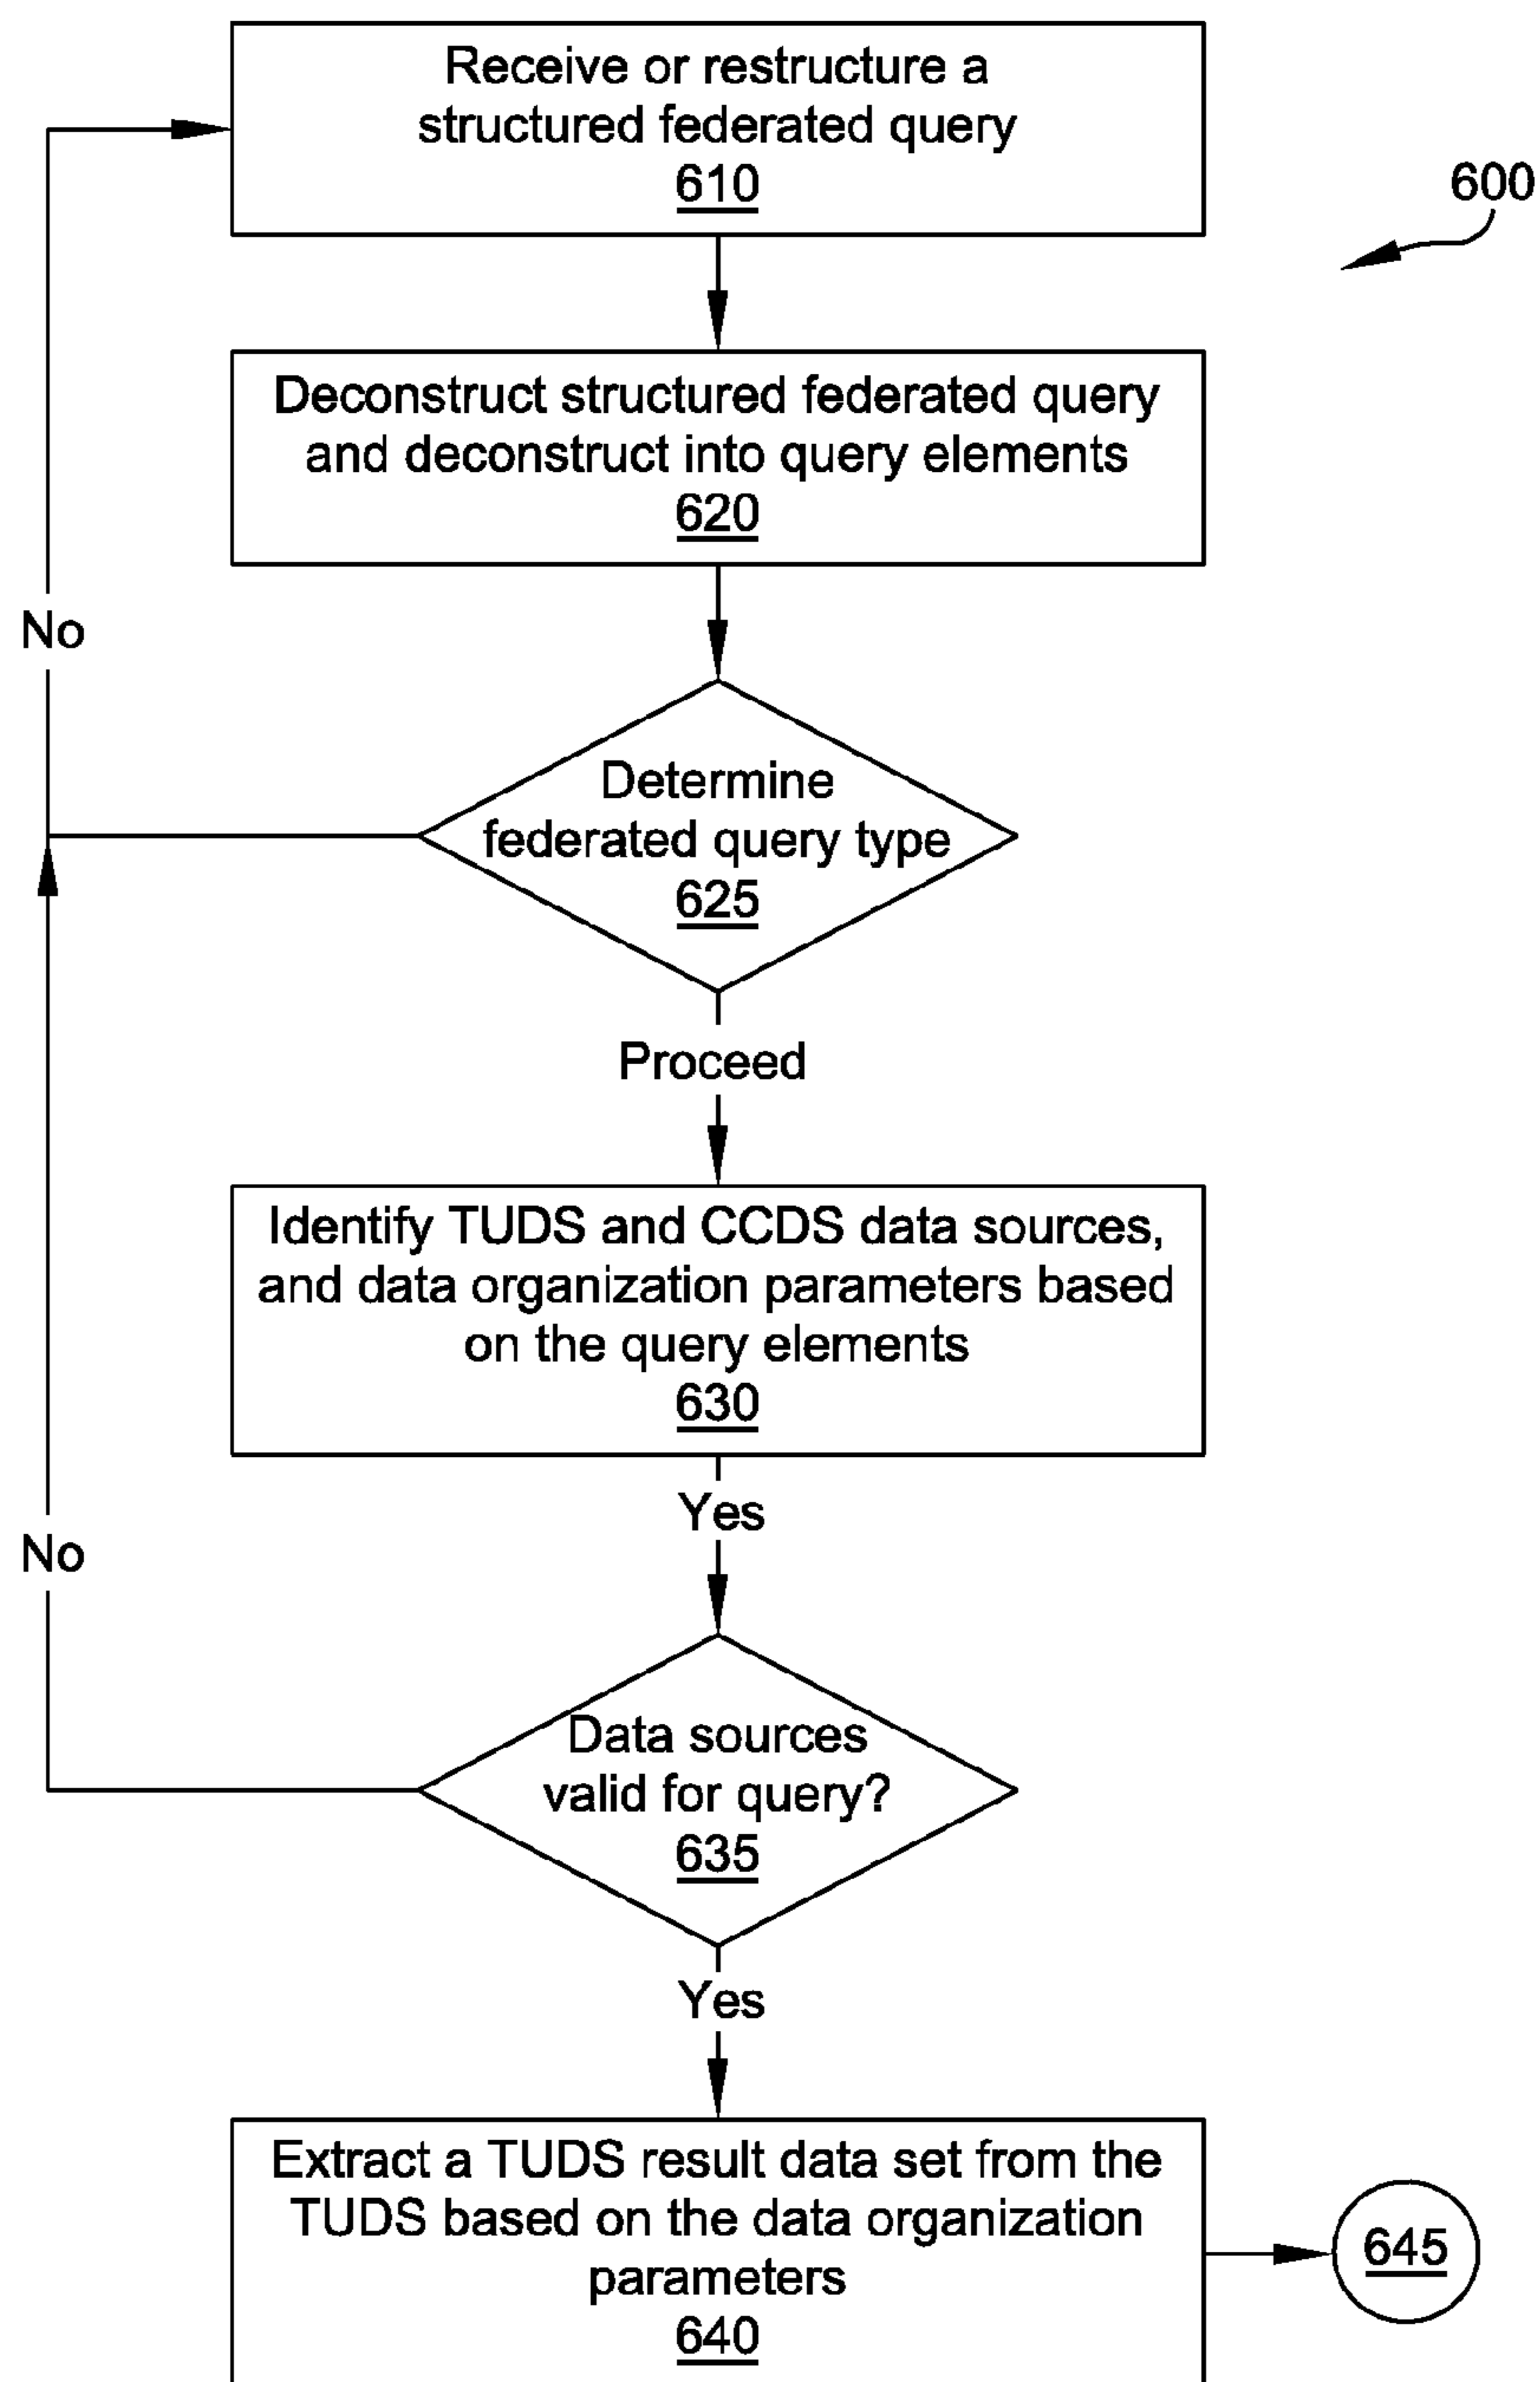 Receive or restructure a
structured federated query
610
600
Deconstruct structured federated query
and deconstruct into query elements
620
No
Determine
federated query type
625
Proceed
Identify TUDS and CCDS data sources,
and data organization parameters based
on the query elements
630
Yes
No
Data sources
valid for query?
635
Yes
Extract a TUDS result data set from the
TUDS based on the data organization
parameters
640
645